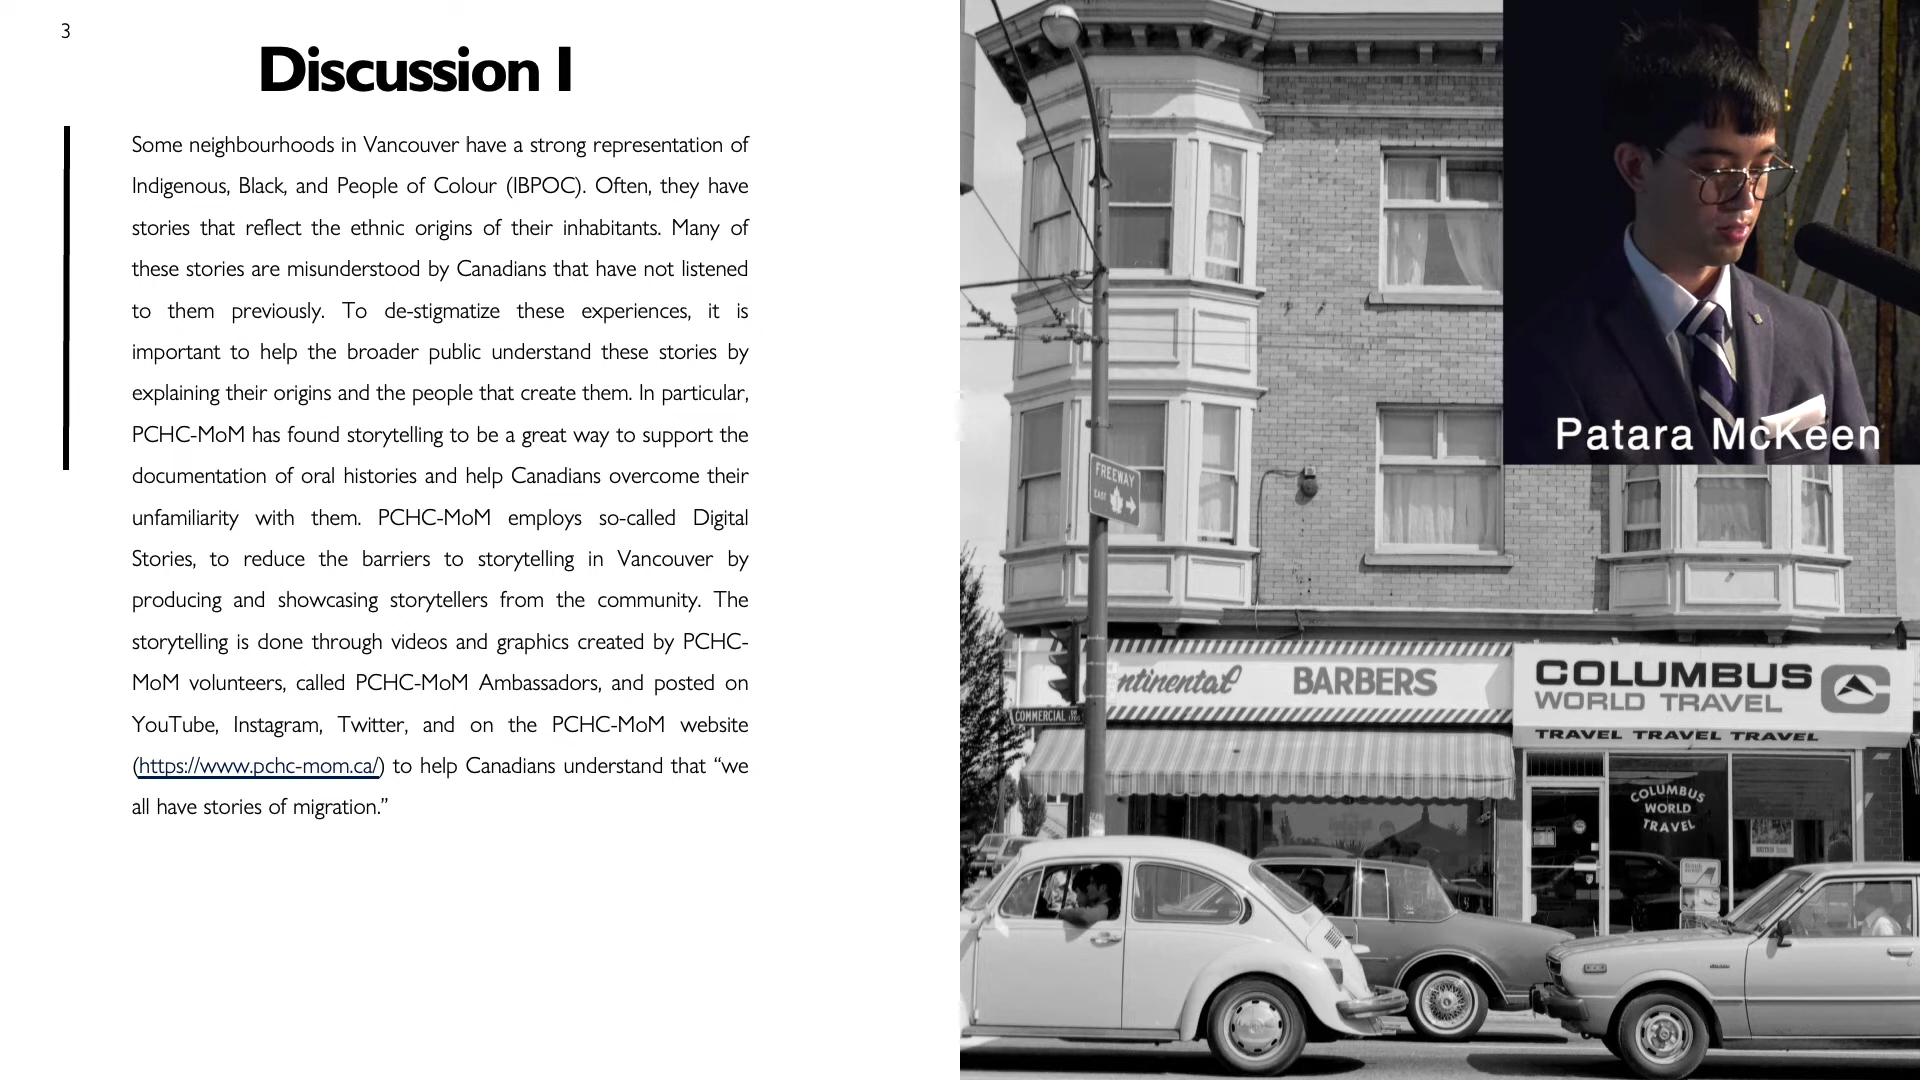 3
Discussion I
Some neighbourhoods in Vancouver have a strong representation of
Indigenous, Black, and People of Colour (IBPOC). Often, they have
stories that reflect the ethnic origins of their inhabitants. Many of
these stories are misunderstood by Canadians that have not listened
to them previously. To de-stigmatize these experiences, it is
important to help the broader public understand these stories by
explaining their origins and the people that create them. In particular,
PCHC-MoM has found storytelling to be a great way to support the
documentation of oral histories and help Canadians overcome their
unfamiliarity with them. PCHC-MoM employs so-called Digital
Stories, to reduce the barriers to storytelling in Vancouver by
producing and showcasing storytellers from the community. The
storytelling is done through videos and graphics created by PCHC-
MoM volunteers, called PCHC-MoM Ambassadors, and posted on
YouTube, Instagram, Twitter, and on the PCHC-MoM website
(https://www.pchc-mom.ca/) to help Canadians understand that “we
all have stories of migration.”
Patara McKeen
FREEWAY
EAST
ntinental BARBERS
COLUMBUS
WORLD TRAVEL
TRAVEL TRAVEL TRAVEL
COMMERCIAL DR
COLUMBUS
WORLD
TRAVEL